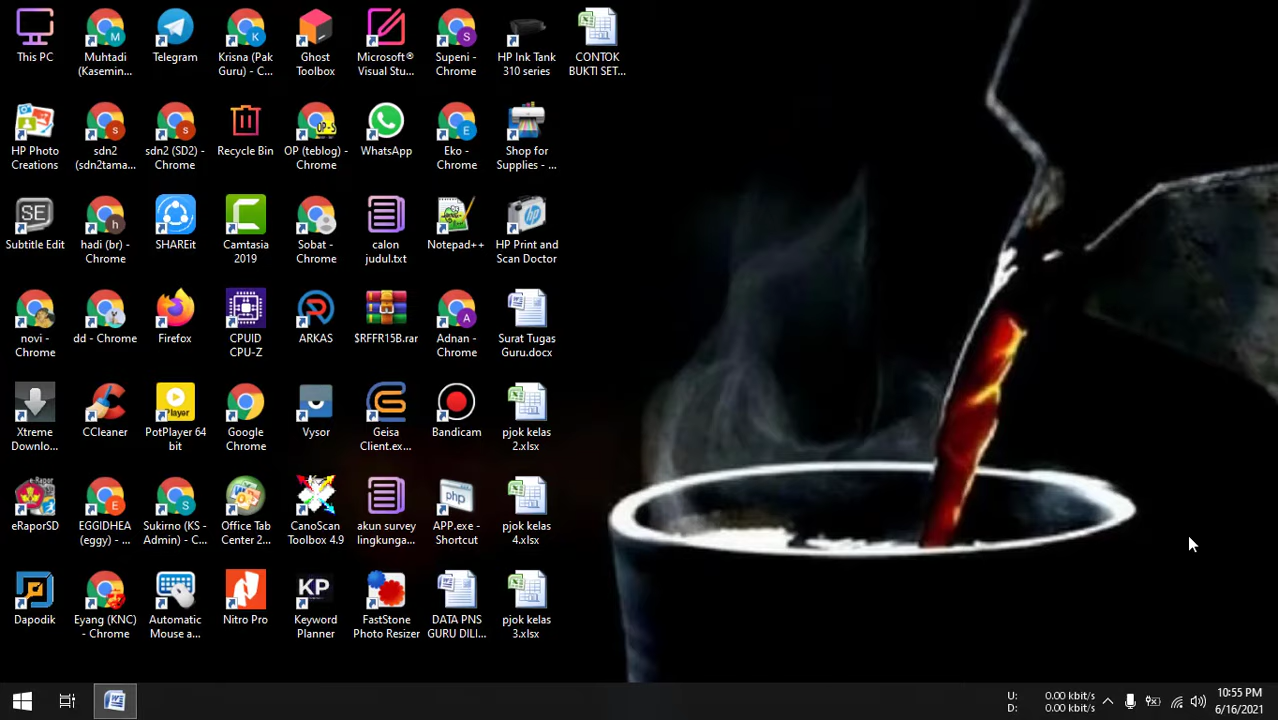 This PC
Muhtadi
(Kasemin...
Telegram
Krisna (Pak
Guru) - C...
Ghost
Toolbox
Microsoft®
Visual Stu...
Supeni -
Chrome
HP Ink Tank
310 series
CONTOK
BUKTI SET...
HP Photo
Creations
sdn2
(sdn2tama...
sdn2 (SD2) -
Chrome
Recycle Bin
OP (teblog) -
Chrome
WhatsApp
Eko -
Chrome
Shop for
Supplies - ...
Subtitle Edit
hadi (br) -
Chrome
SHAREit
Camtasia
2019
Sobat -
Chrome
calon
judul.txt
Notepad++
HP Print and
Scan Doctor
novi -
Chrome
dd - Chrome
Firefox
CPUID
CPU-Z
ARKAS
$RFFR15B.rar
Adnan -
Chrome
Surat Tugas
Guru.docx
Xtreme
Downlo...
CCleaner
PotPlayer 64
bit
Google
Chrome
Vysor
Geisa
Client.ex...
Bandicam
pjok kelas
2.xlsx
eRaporSD
EGGIDHEA
(eggy) - ...
Sukirno (KS -
Admin) - C...
Office Tab
Center 2...
CanoScan
Toolbox 4.9
akun survey
lingkunga...
APP.exe -
Shortcut
pjok kelas
4.xlsx
Dapodik
Eyang (KNC)
- Chrome
Automatic
Mouse a...
Nitro Pro
Keyword
Planner
FastStone
Photo Resizer
DATA PNS
GURU DILI...
pjok kelas
3.xlsx
U: 0.00 kbit/s
D: 0.00 kbit/s
10:55 PM
6/16/2021